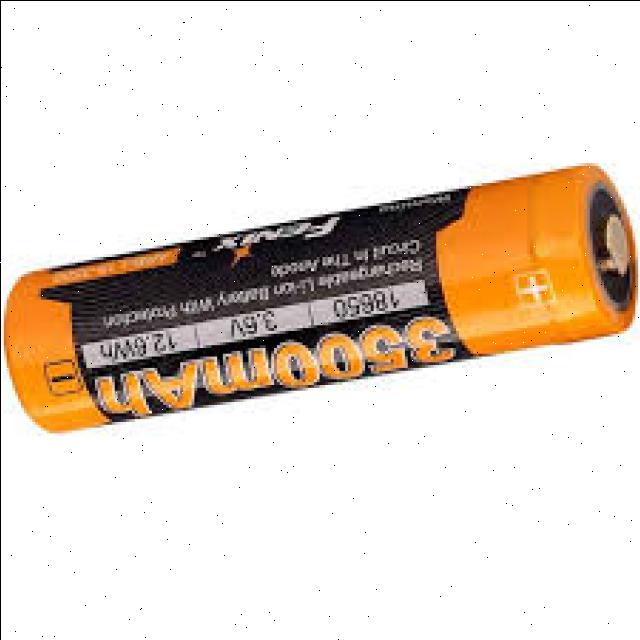 3500mAh
18650 3.6V 12.6Wh
Rechargeable Li-ion Battery With Protection
Circuit In The Anode
Fenix